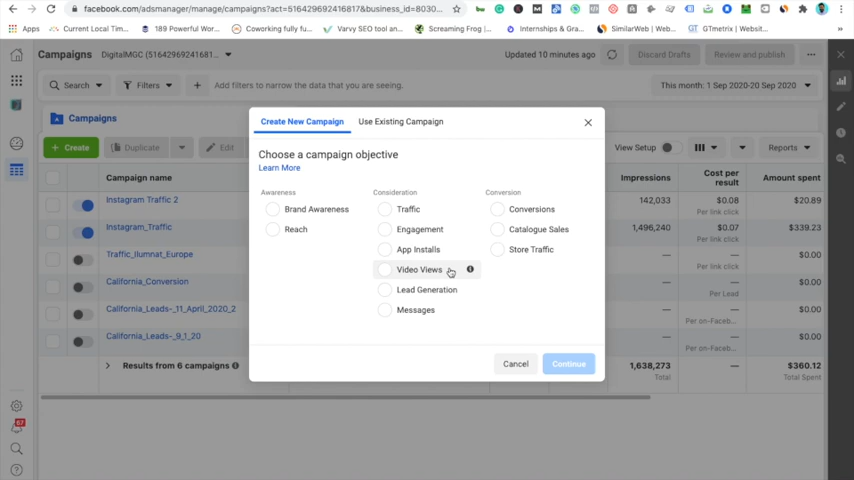 facebook.com/adsmanager/manage/campaigns?act=516429692416817&business_id=8030...
Apps Current Local Tim... 189 Powerful Wor... Coworking fully fu... Varvy SEO tool an... Screaming Frog |... Internships & Gra... SimilarWeb | Web... GTmetrix | Websit...
Campaigns DigitalMGC (51642969241681... Updated 10 minutes ago Discard Drafts Review and publish
Search Filters + Add filters to narrow the data that you are seeing. This month: 1 Sep 2020-20 Sep 2020
Campaigns
+ Create Duplicate Edit View Setup Reports
Campaign name Impressions Cost per result Amount spent
Instagram Traffic 2 142,033 $0.08 $20.89
Per link click
Instagram_Traffic 1,496,240 $0.07 $339.23
Per link click
Traffic_Ilumnat_Europe — — $0.00
Per link click
California_Conversion — — $0.00
Per Lead
California_Leads-_11_April_2020_2 — — $0.00
Per on-Faceb...
California_Leads-_9_1_20 — — $0.00
Per on-Faceb...
Results from 6 campaigns 1,638,273 — $360.12
Total Total Spent
67
Create New Campaign Use Existing Campaign
Choose a campaign objective
Learn More
Awareness Consideration Conversion
Brand Awareness Traffic Conversions
Reach Engagement Catalogue Sales
App Installs Store Traffic
Video Views
Lead Generation
Messages
Cancel Continue